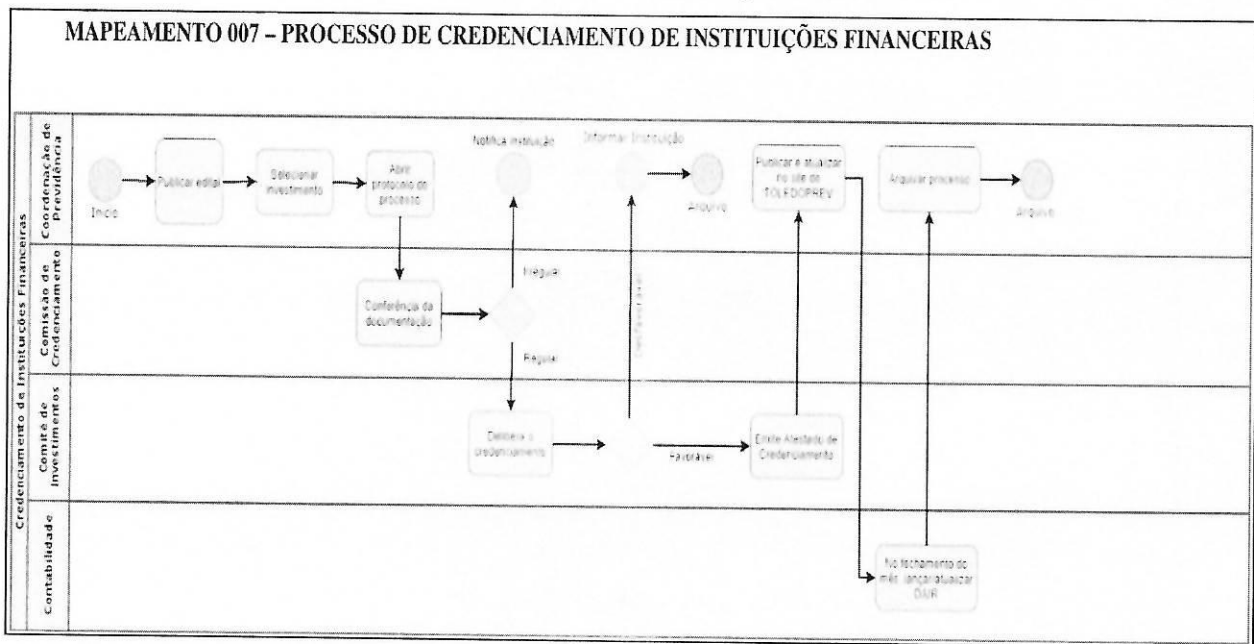 MAPEAMENTO 007 – PROCESSO DE CREDENCIAMENTO DE INSTITUIÇÕES FINANCEIRAS
Credenciamento de Instituições Financeiras
Coordenação de
Previdência
Início
Publicar edital
Selecionar
investimento
Abrir
protocolo do
processo
Notifica instituição
Informar Instituição
Arquivo
Publicar e atualizar
no site do
TOLEDOPREV
Arquivar processo
Arquivo
Comissão de
Credenciamento
Conferência da
documentação
Irregular
Regular
Desfavorável
Comitê de
Investimentos
Delibera o
credenciamento
Favorável
Emite Atestado de
Credenciamento
Contabilidade
No fechamento do
mês lançar/atualizar
DAIR